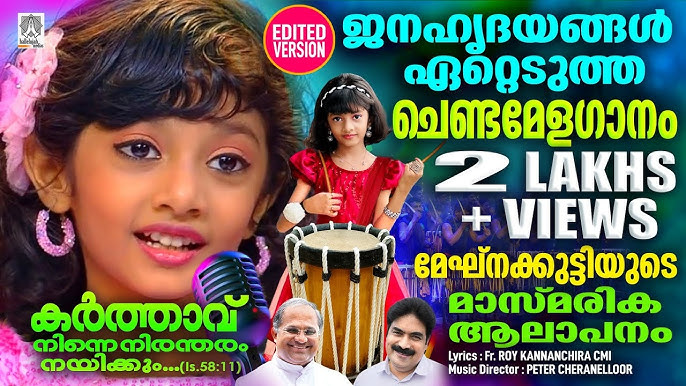 EDITED
VERSION
ജനഹൃദയങ്ങൾ
ഏറ്റെടുത്ത
ചെണ്ടമേളഗാനം
2 LAKHS
+ VIEWS
മേഘ്നക്കുട്ടിയുടെ
മാസ്മരിക
ആലാപനം
Lyrics : Fr. ROY KANNANCHIRA CMI
Music Director : PETER CHERANELLOOR
കർത്താവ്
നിന്നെ നിരന്തരം
നയിക്കും...(Is.58:11)